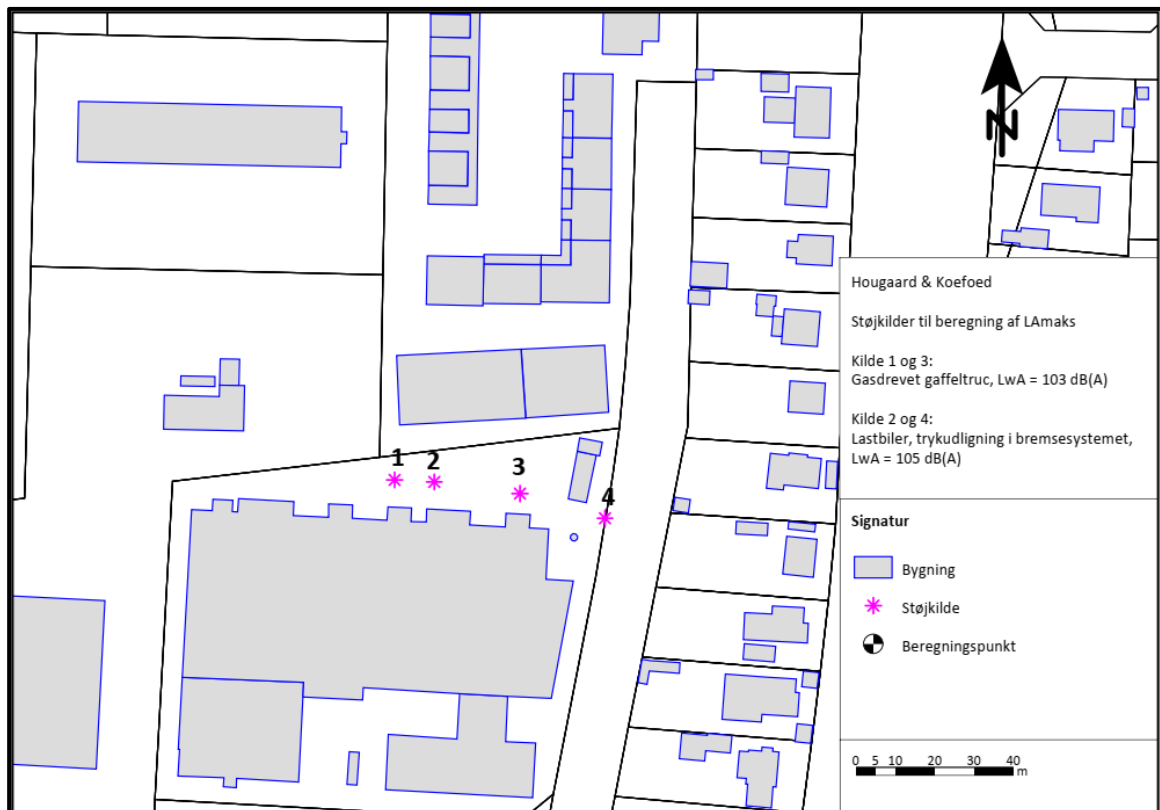 N
Hougaard & Koefoed
Støjkilder til beregning af LAmaks
Kilde 1 og 3:
Gasdrevet gaffeltruc, LwA = 103 dB(A)
Kilde 2 og 4:
Lastbiler, trykudligning i bremsesystemet,
LwA = 105 dB(A)
1 2 3
4
Signatur
Bygning
Støjkilde
Beregningspunkt
0 5 10 20 30 40
m